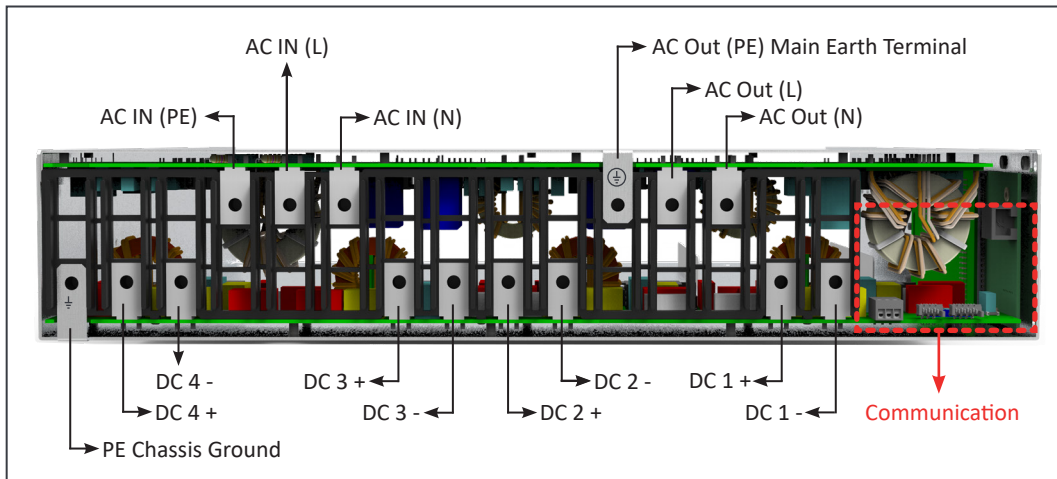 AC IN (L)
AC Out (PE) Main Earth Terminal
AC Out (L)
AC IN (PE)
AC IN (N)
AC Out (N)
DC 4 -
DC 3 +
DC 2 -
DC 1 +
DC 4 +
DC 3 -
DC 2 +
DC 1 -
Communication
PE Chassis Ground